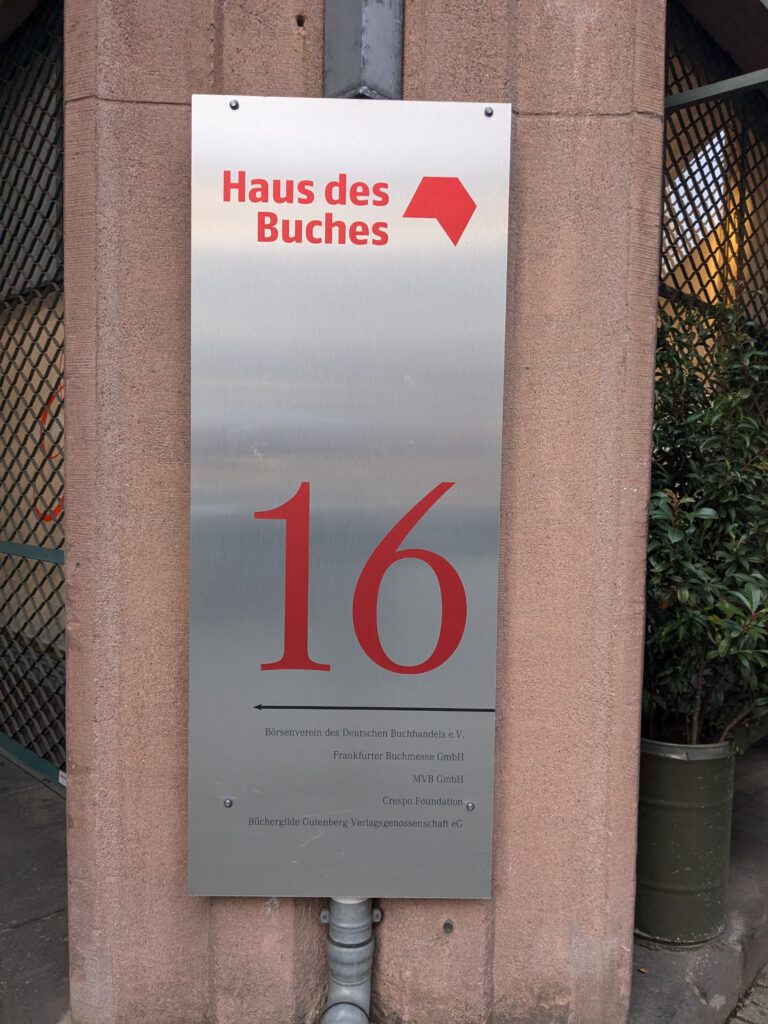 Haus des
Buches
16
Börsenverein des Deutschen Buchhandels e.V.
Frankfurter Buchmesse GmbH
MVB GmbH
Crespo Foundation
Büchergilde Gutenberg Verlagsgenossenschaft eG